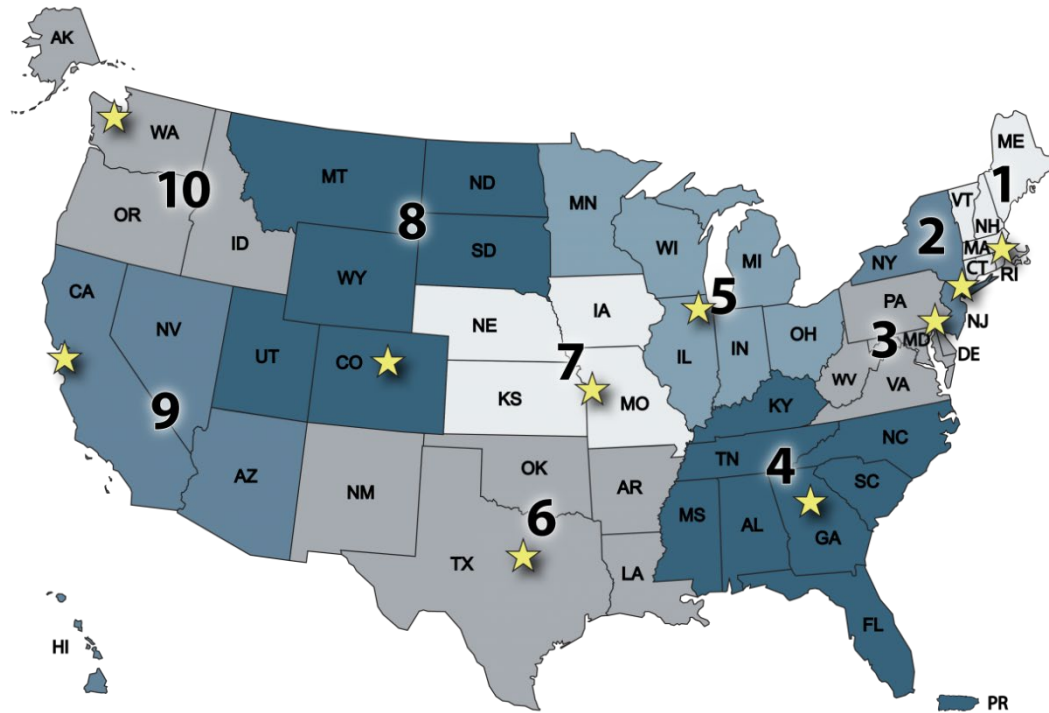 AK
WA
10
OR
ID
MT
ND
8
SD
WY
MN
WI
MI
5
IA
IL
IN
OH
ME
1
VT
NH
2
MA
NY
CT
RI
PA
NJ
3
MD
DE
WV
VA
CA
NV
9
UT
CO
AZ
NE
7
KS
MO
KY
NC
TN
4
SC
MS
AL
GA
FL
NM
OK
AR
6
TX
LA
HI
PR